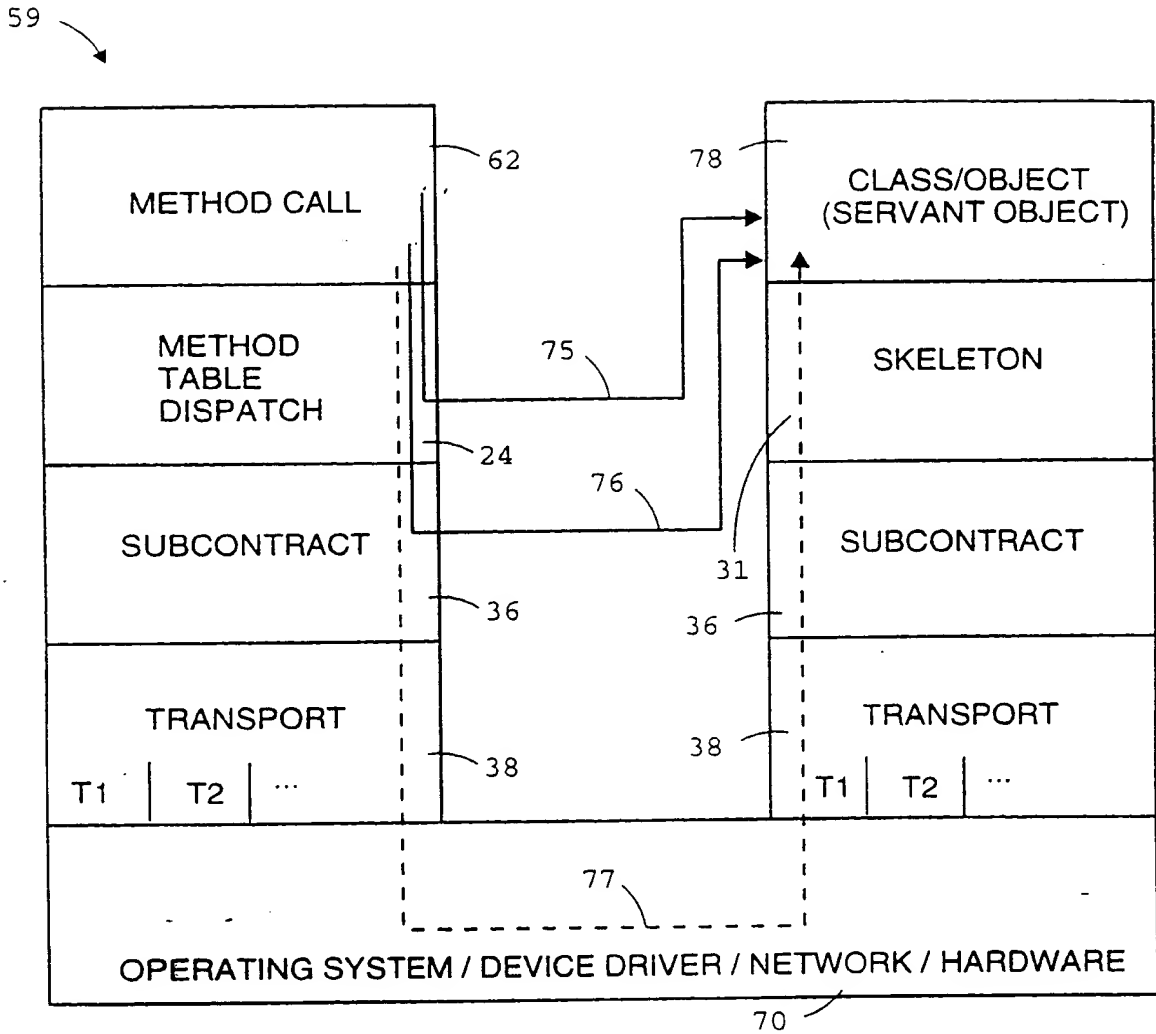 59
62
METHOD CALL
78
CLASS/OBJECT
(SERVANT OBJECT)
METHOD
TABLE
DISPATCH
24
75
SKELETON
31
SUBCONTRACT
36
76
SUBCONTRACT
36
TRANSPORT
38
T1 T2 ...
TRANSPORT
38
T1 T2 ...
77
OPERATING SYSTEM / DEVICE DRIVER / NETWORK / HARDWARE
70